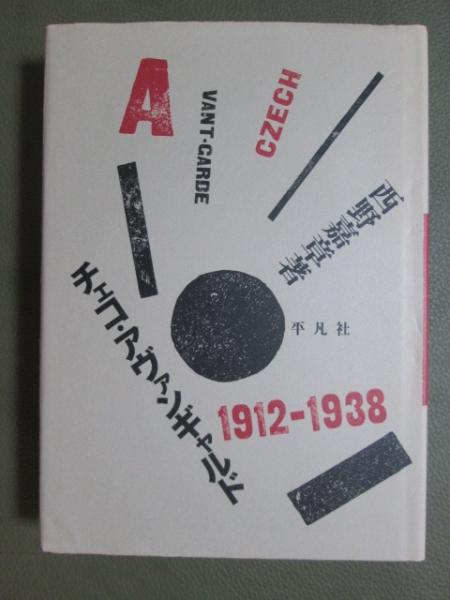 A
VANT-GARDE
CZECH
西野嘉章著
チェコ・アヴァンギャルド
平凡社
1912-1938